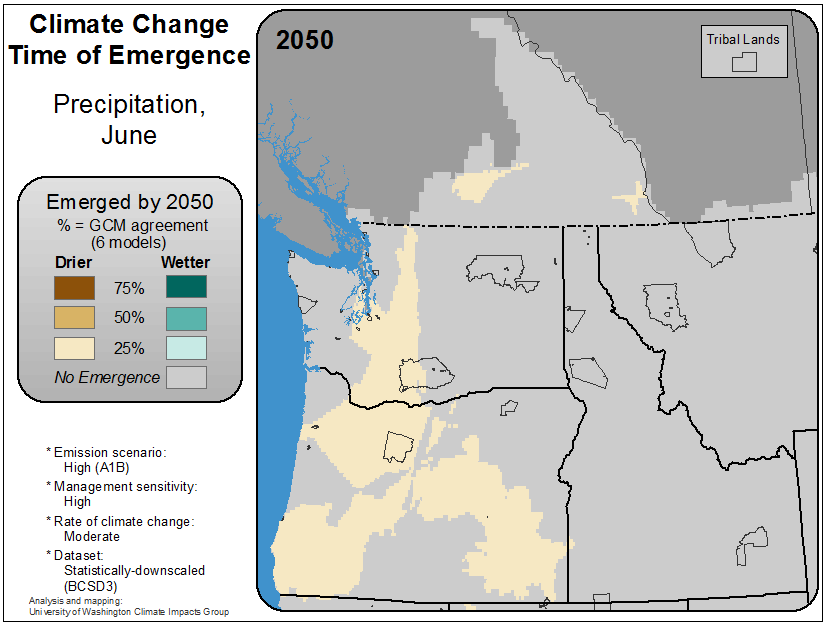 Climate Change
Time of Emergence
Precipitation,
June
Emerged by 2050
% = GCM agreement
(6 models)
Drier Wetter
75%
50%
25%
No Emergence
* Emission scenario:
High (A1B)
* Management sensitivity:
High
* Rate of climate change:
Moderate
* Dataset:
Statistically-downscaled
(BCSD3)
Analysis and mapping:
University of Washington Climate Impacts Group
2050
Tribal Lands